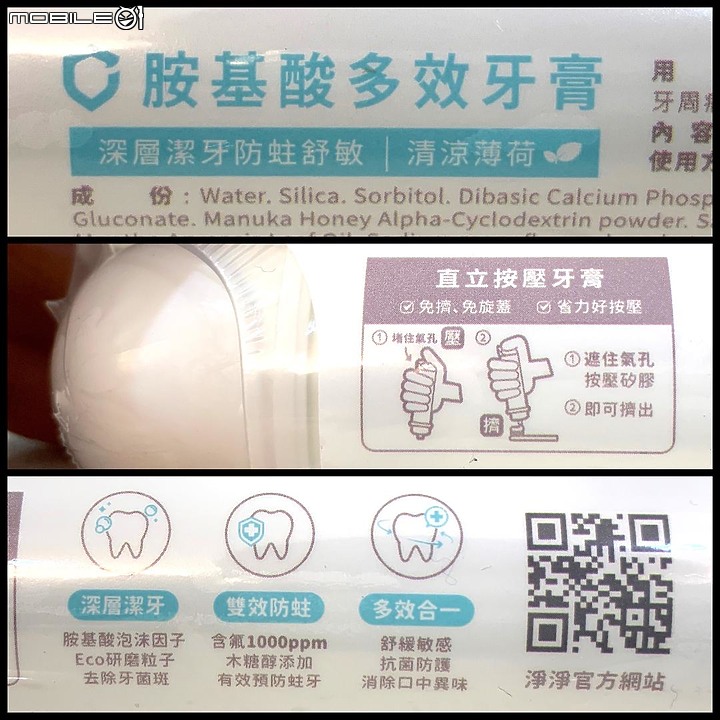 MOBILE01
胺基酸多效牙膏
深層潔牙防蛀舒敏 | 清涼薄荷
用
牙周
內 容
使用方
成 份: Water. Silica. Sorbitol. Dibasic Calcium Phosp
Gluconate. Manuka Honey Alpha-Cyclodextrin powder.
直立按壓牙膏
免擠、免旋蓋 省力好按壓
① 堵住氣孔 壓 ②
擠
① 遮住氣孔
按壓矽膠
② 即可擠出
深層潔牙
胺基酸泡沫因子
Eco研磨粒子
去除牙菌斑
雙效防蛀
含氟1000ppm
木糖醇添加
有效預防蛀牙
多效合一
舒緩敏感
抗菌防護
消除口中異味
淨淨官方網站